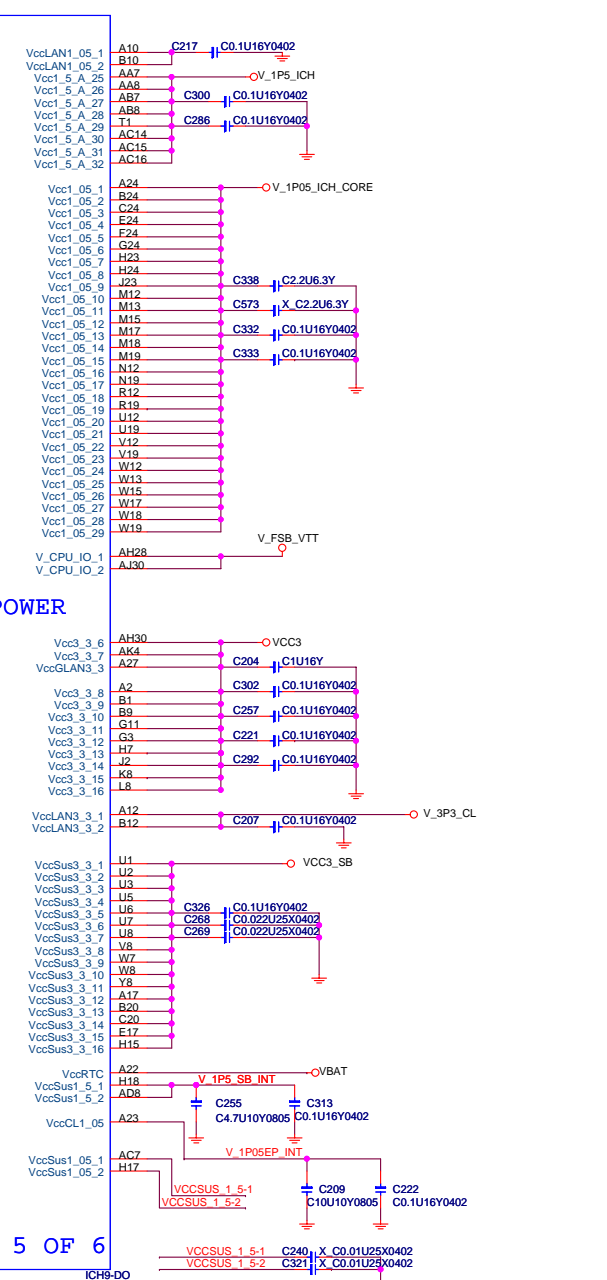 VccLAN1_05_1 A10 C217 C0.1U16Y0402
VccLAN1_05_2 B10
Vcc1_5_A_25 AA7 V_1P5_ICH
Vcc1_5_A_26 AA8
Vcc1_5_A_27 AB7 C300 C0.1U16Y0402
Vcc1_5_A_28 AB8
Vcc1_5_A_29 T1 C286 C0.1U16Y0402
Vcc1_5_A_30 AC14
Vcc1_5_A_31 AC15
Vcc1_5_A_32 AC16
Vcc1_05_1 A24 V_1P05_ICH_CORE
Vcc1_05_2 B24
Vcc1_05_3 C24
Vcc1_05_4 E24
Vcc1_05_5 F24
Vcc1_05_6 G24
Vcc1_05_7 H23
Vcc1_05_8 H24
Vcc1_05_9 J23 C338 C2.2U6.3Y
Vcc1_05_10 M12
Vcc1_05_11 M13 C573 X_C2.2U6.3Y
Vcc1_05_12 M15
Vcc1_05_13 M17 C332 C0.1U16Y0402
Vcc1_05_14 M18
Vcc1_05_15 M19 C333 C0.1U16Y0402
Vcc1_05_16 N12
Vcc1_05_17 N19
Vcc1_05_18 R12
Vcc1_05_19 R19
Vcc1_05_20 U12
Vcc1_05_21 U19
Vcc1_05_22 V12
Vcc1_05_23 V19
Vcc1_05_24 W12
Vcc1_05_25 W13
Vcc1_05_26 W15
Vcc1_05_27 W17
Vcc1_05_28 W18
Vcc1_05_29 W19
V_FSB_VTT
V_CPU_IO_1 AH28
V_CPU_IO_2 AJ30
POWER
Vcc3_3_6 AH30 VCC3
Vcc3_3_7 AK4
VccGLAN3_3 A27 C204 C1U16Y
Vcc3_3_8 A2 C302 C0.1U16Y0402
Vcc3_3_9 B1
Vcc3_3_10 B9 C257 C0.1U16Y0402
Vcc3_3_11 G11
Vcc3_3_12 G3 C221 C0.1U16Y0402
Vcc3_3_13 H7
Vcc3_3_14 J2 C292 C0.1U16Y0402
Vcc3_3_15 K8
Vcc3_3_16 L8
VccLAN3_3_1 A12 V_3P3_CL
VccLAN3_3_2 B12 C207 C0.1U16Y0402
VccSus3_3_1 U1 VCC3_SB
VccSus3_3_2 U2
VccSus3_3_3 U3
VccSus3_3_4 U5
VccSus3_3_5 U6 C326 C0.1U16Y0402
VccSus3_3_6 U7 C268 C0.022U25X0402
VccSus3_3_7 U8 C269 C0.022U25X0402
VccSus3_3_8 V8
VccSus3_3_9 W7
VccSus3_3_10 W8
VccSus3_3_11 Y8
VccSus3_3_12 A17
VccSus3_3_13 B20
VccSus3_3_14 C20
VccSus3_3_15 E17
VccSus3_3_16 H15
VccRTC A22 VBAT
VccSus1_5_1 H18 V_1P5_SB_INT
VccSus1_5_2 AD8
C255 C313
C4.7U10Y0805 C0.1U16Y0402
VccCL1_05 A23
V_1P05EP_INT
VccSus1_05_1 AC7
VccSus1_05_2 H17
VCCSUS_1_5-1 C209 C222
VCCSUS_1_5-2 C10U10Y0805 C0.1U16Y0402
5 OF 6
VCCSUS_1_5-1 C240 X_C0.01U25X0402
VCCSUS_1_5-2 C321 X_C0.01U25X0402
ICH9-DO